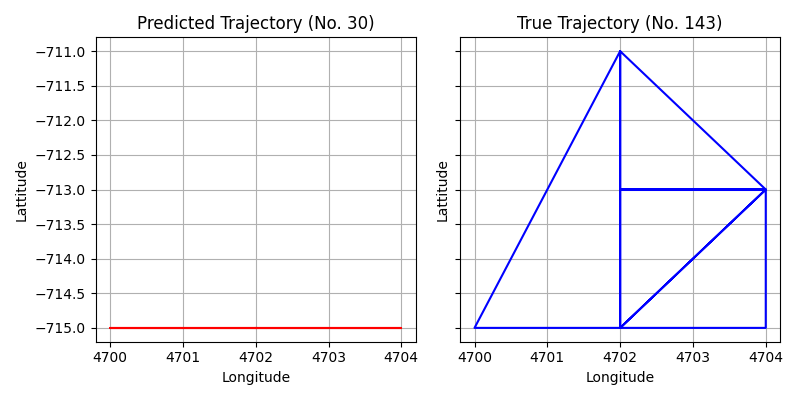 Predicted Trajectory (No. 30)
True Trajectory (No. 143)
Lattitude
−711.0
−711.5
−712.0
−712.5
−713.0
−713.5
−714.0
−714.5
−715.0
4700 4701 4702 4703 4704
Longitude
Lattitude
4700 4701 4702 4703 4704
Longitude